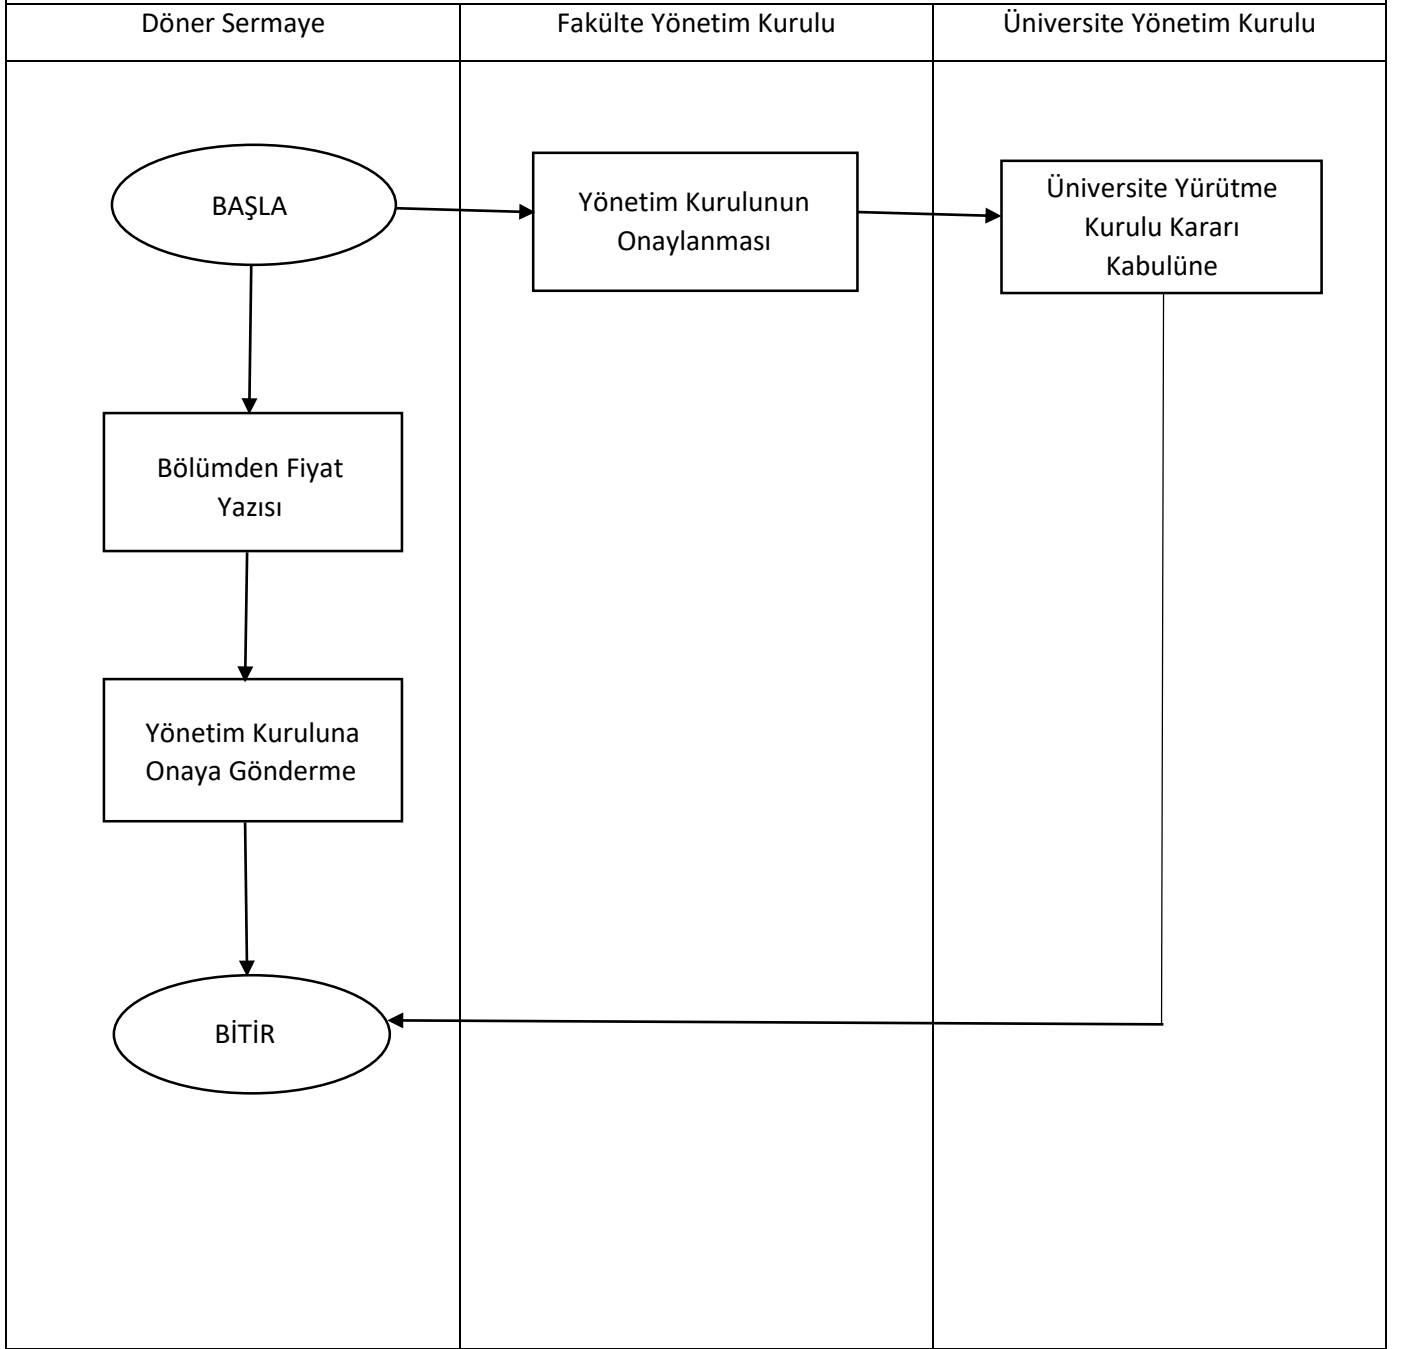 Döner Sermaye
Fakülte Yönetim Kurulu
Üniversite Yönetim Kurulu
BAŞLA
Yönetim Kurulunun
Onaylanması
Üniversite Yürütme
Kurulu Kararı
Kabulüne
Bölümden Fiyat
Yazısı
Yönetim Kuruluna
Onaya Gönderme
BİTİR